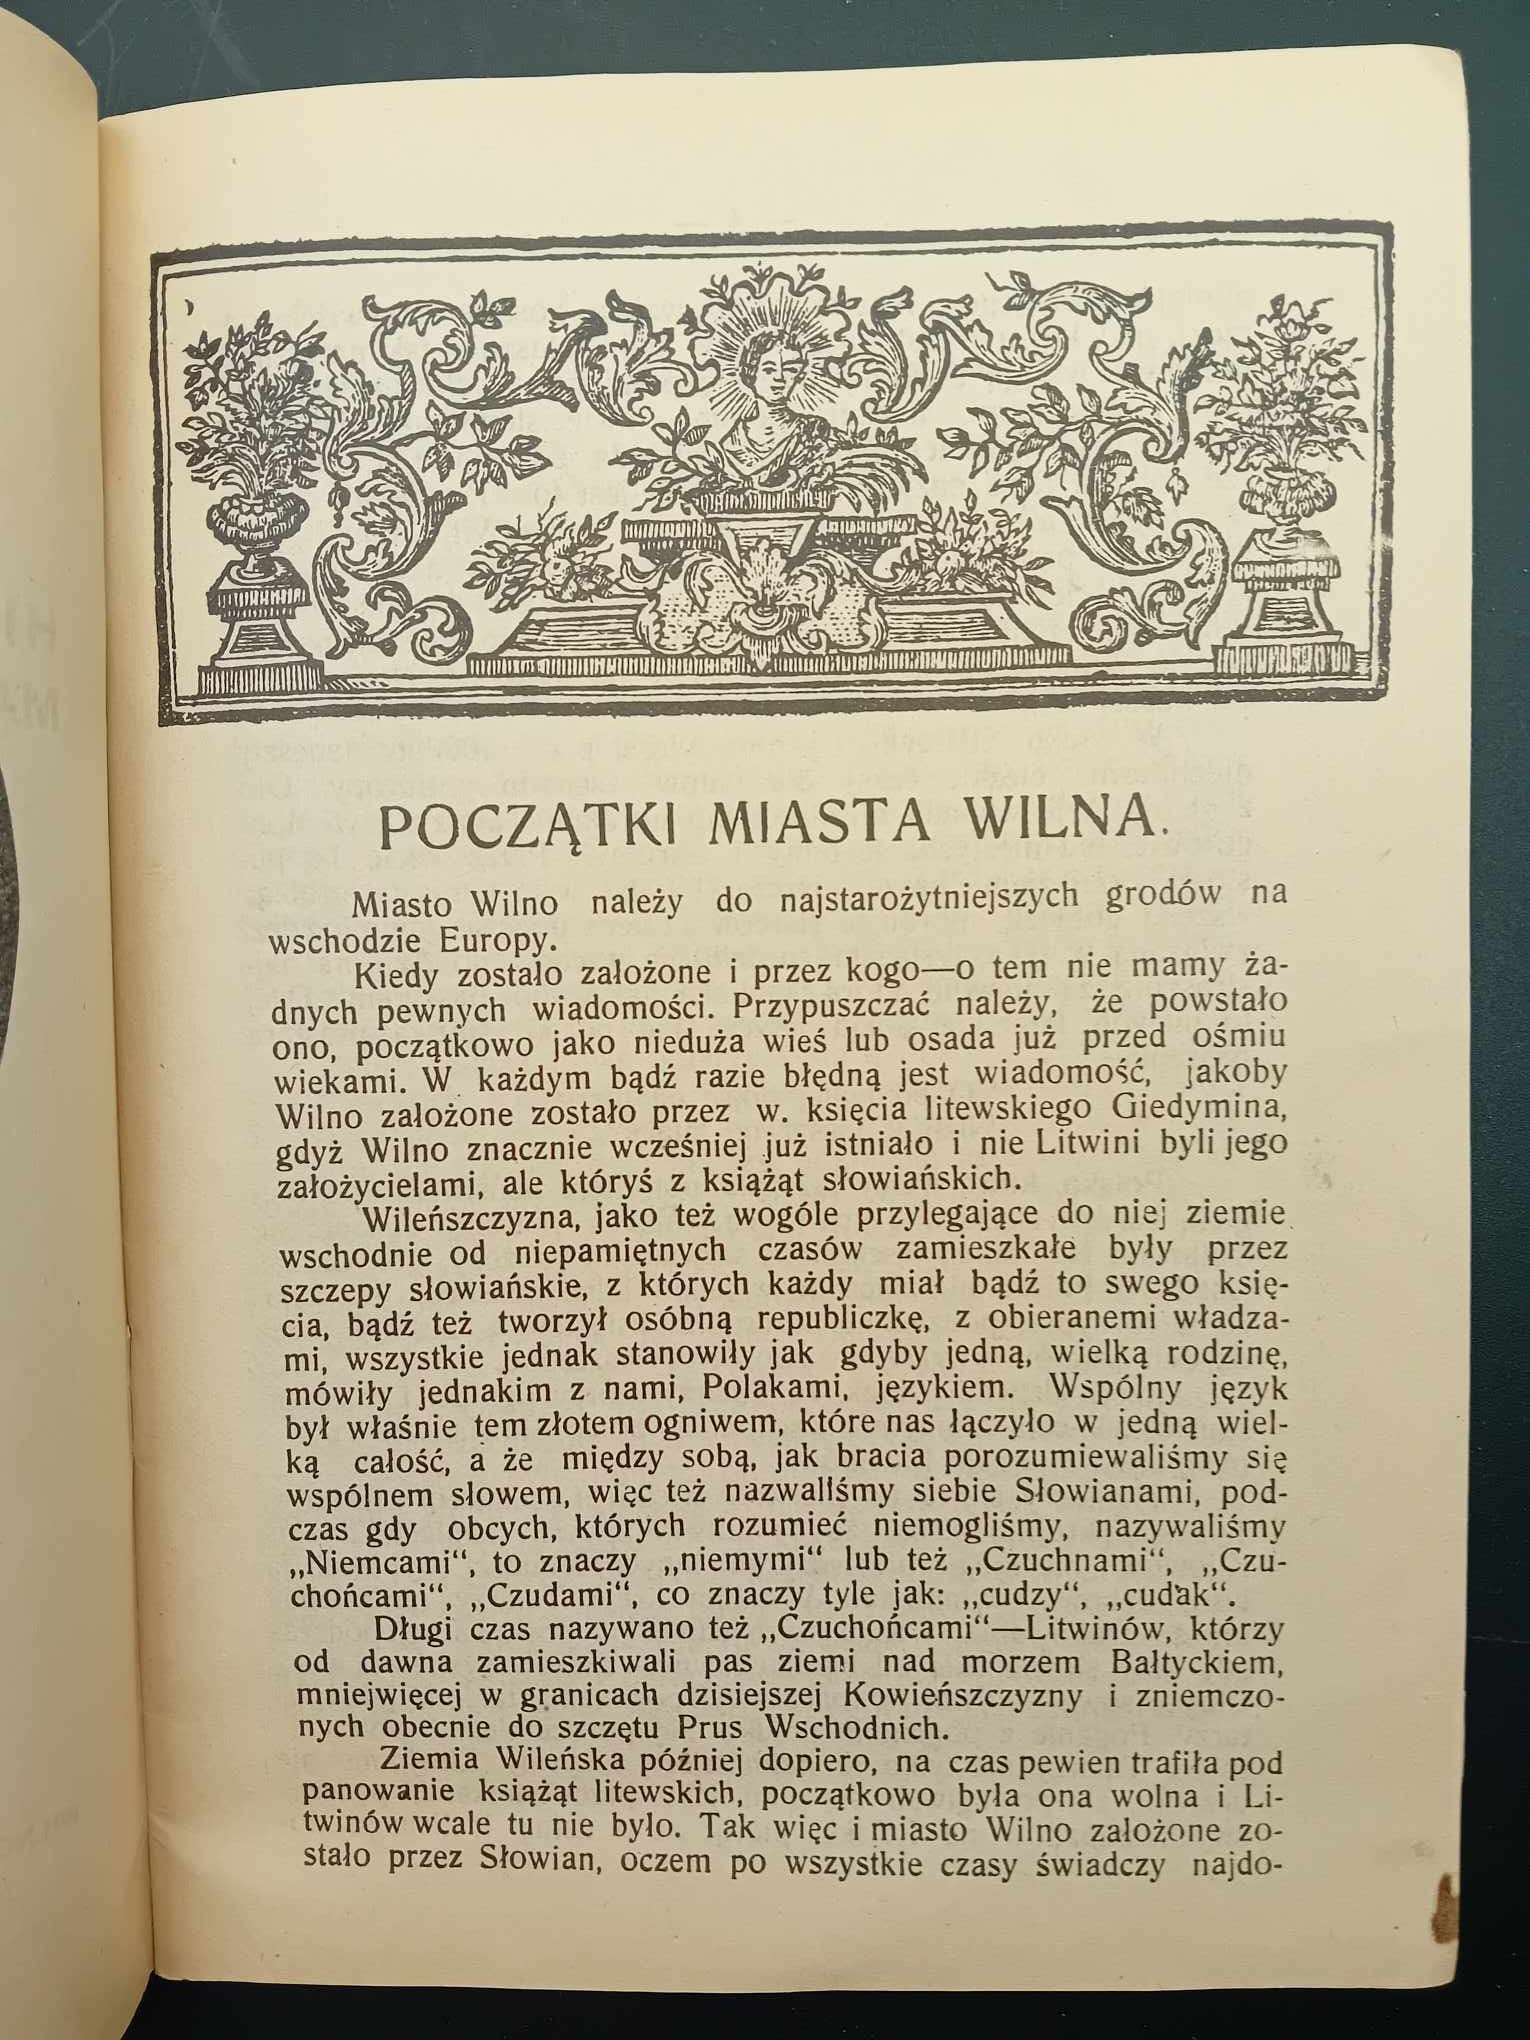 POCZĄTKI MIASTA WILNA.
Miasto Wilno należy do najstarożytniejszych grodów na
wschodzie Europy.
Kiedy zostało założone i przez kogo—o tem nie mamy ża-
dnych pewnych wiadomości. Przypuszczać należy, że powstało
ono, początkowo jako nieduża wieś lub osada już przed ośmiu
wiekami. W każdym bądź razie błędną jest wiadomość, jakoby
Wilno założone zostało przez w. księcia litewskiego Giedymina,
gdyż Wilno znacznie wcześniej już istniało i nie Litwini byli jego
założycielami, ale któryś z książąt słowiańskich.
Wileńszczyzna, jako też wogóle przylegające do niej ziemie
wschodnie od niepamiętnych czasów zamieszkałe były przez
szczepy słowiańskie, z których każdy miał bądź to swego księ-
cia, bądź też tworzył osóbną republiczkę, z obieranemi władza-
mi, wszystkie jednak stanowiły jak gdyby jedną, wielką rodzinę,
mówiły jednakim z nami, Polakami, językiem. Wspólny język
był właśnie tem złotem ogniwem, które nas łączyło w jedną wiel-
ką całość, a że między sobą, jak bracia porozumiewaliśmy się
wspólnem słowem, więc też nazwaliśmy siebie Słowianami, pod-
czas gdy obcych, których rozumieć niemogliśmy, nazywaliśmy
„Niemcami“, to znaczy „niemymi“ lub też „Czuchnami“, „Czu-
chońcami“, „Czudami“, co znaczy tyle jak: „cudzy“, „cudak“.
Długi czas nazywano też „Czuchońcami“—Litwinów, którzy
od dawna zamieszkiwali pas ziemi nad morzem Bałtyckiem,
mniejwięcej w granicach dzisiejszej Kowieńszczyzny i zniemczo-
nych obecnie do szczętu Prus Wschodnich.
Ziemia Wileńska później dopiero, na czas pewien trafiła pod
panowanie książąt litewskich, początkowo była ona wolna i Li-
twinów wcale tu nie było. Tak więc i miasto Wilno założone zo-
stało przez Słowian, oczem po wszystkie czasy świadczy najdo-